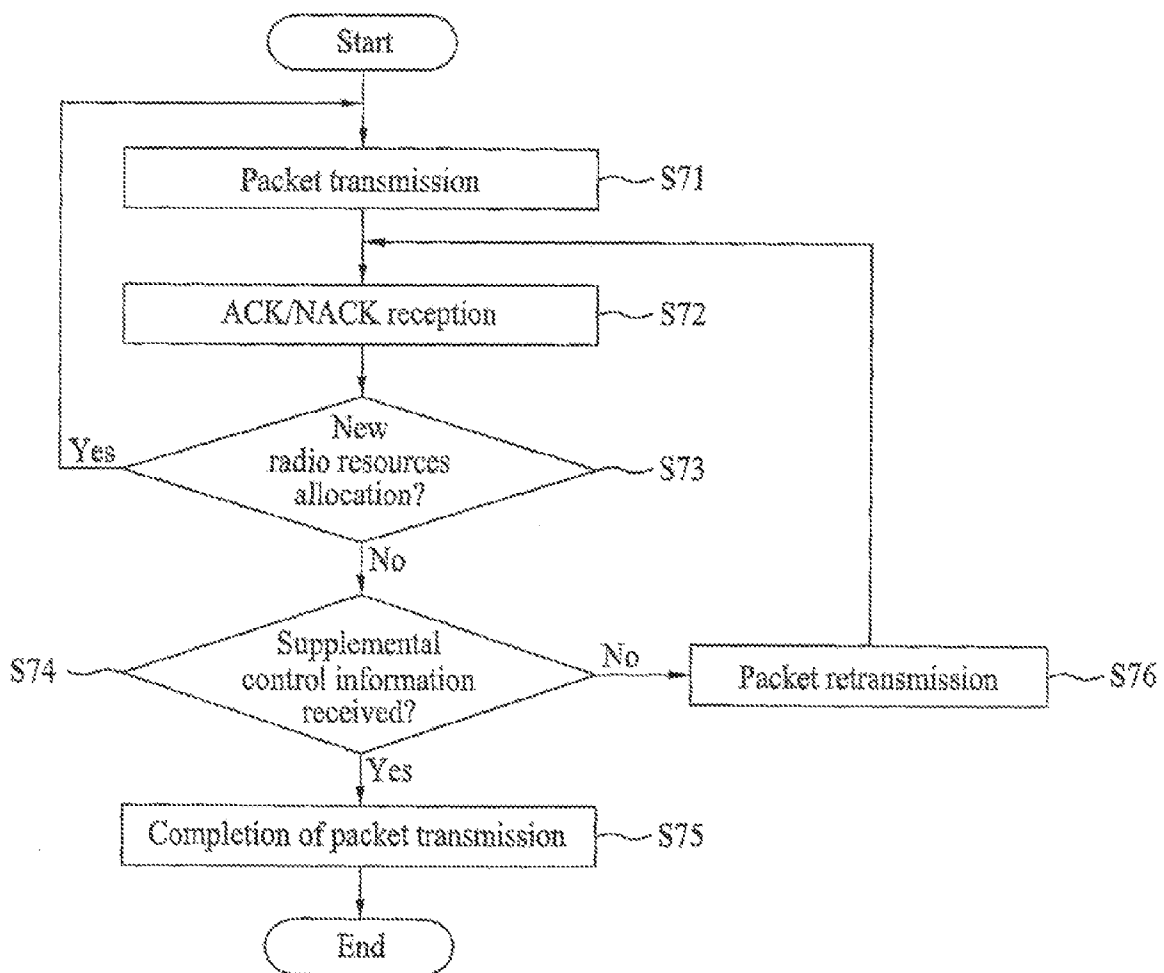 Start
Packet transmission
S71
ACK/NACK reception
S72
New
radio resources
allocation?
Yes
S73
No
Supplemental
control information
received?
S74
No
Packet retransmission
S76
Yes
Completion of packet transmission
S75
End